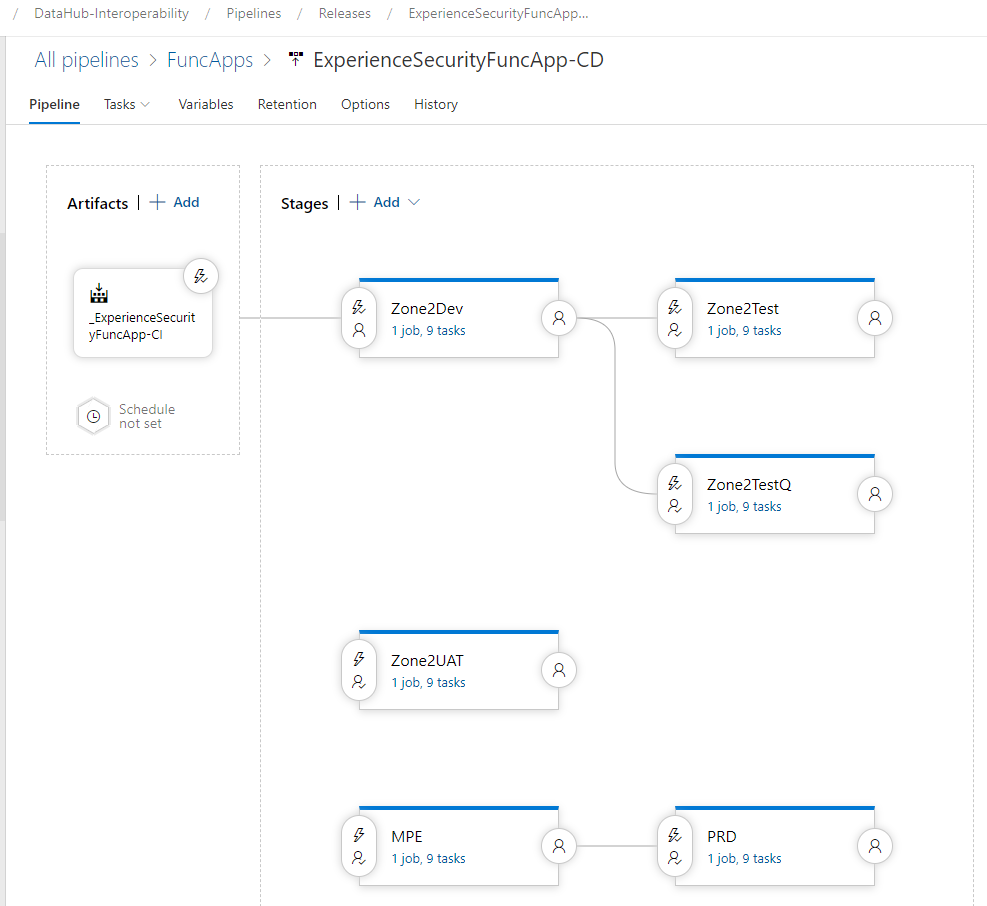 / DataHub-Interoperability / Pipelines / Releases / ExperienceSecurityFuncApp...
All pipelines > FuncApps > ExperienceSecurityFuncApp-CD
Pipeline Tasks Variables Retention Options History
Artifacts | + Add
Stages | + Add
_ExperienceSecurit
yFuncApp-CI
Schedule
not set
Zone2Dev
1 job, 9 tasks
Zone2Test
1 job, 9 tasks
Zone2TestQ
1 job, 9 tasks
Zone2UAT
1 job, 9 tasks
MPE
1 job, 9 tasks
PRD
1 job, 9 tasks